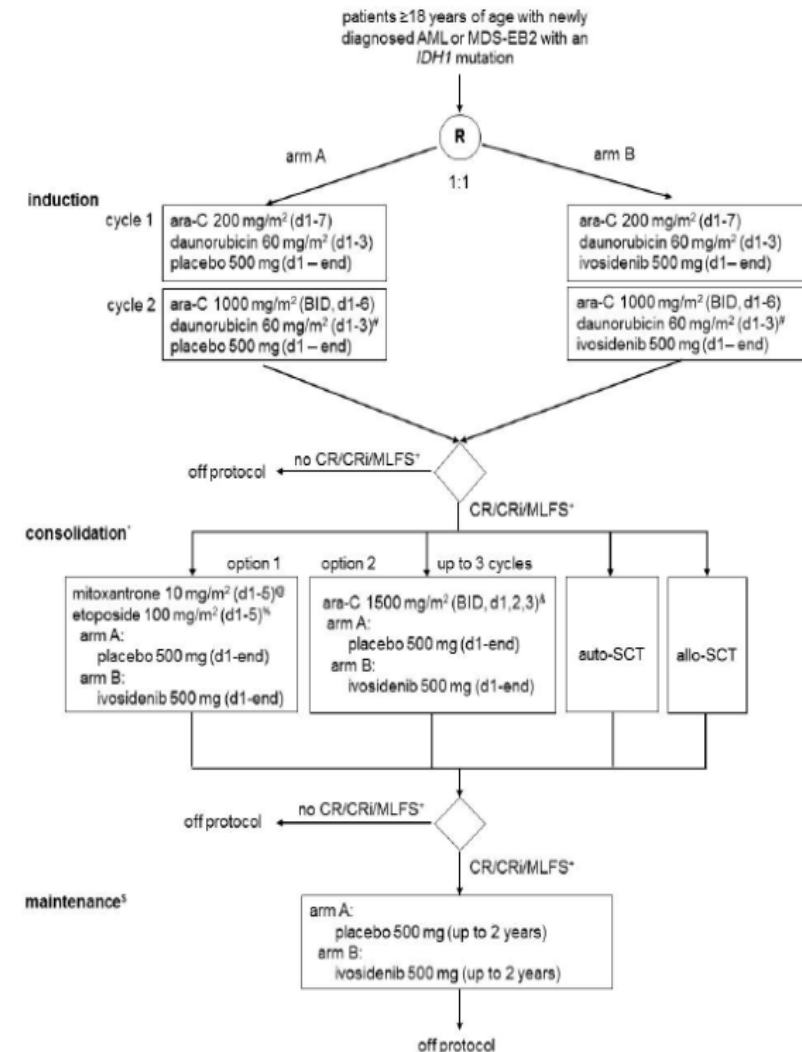 patients ≥18 years of age with newly
diagnosed AML or MDS-EB2 with an
IDH1 mutation
R
arm A
arm B
1:1
induction
cycle 1
ara-C 200 mg/m² (d1-7)
daunorubicin 60 mg/m² (d1-3)
placebo 500 mg (d1 – end)
ara-C 200 mg/m² (d1-7)
daunorubicin 60 mg/m² (d1-3)
ivosidenib 500 mg (d1– end)
cycle 2
ara-C 1000 mg/m² (BID, d1-6)
daunorubicin 60 mg/m² (d1-3)#
placebo 500 mg (d1 – end)
ara-C 1000 mg/m² (BID, d1-6)
daunorubicin 60 mg/m² (d1-3)#
ivosidenib 500 mg (d1– end)
off protocol
no CR/CRi/MLFS+
CR/CRi/MLFS+
consolidation*
option 1
option 2
up to 3 cycles
mitoxantrone 10 mg/m² (d1-5)@
etoposide 100 mg/m² (d1-5)%
arm A:
placebo 500 mg (d1-end)
arm B:
ivosidenib 500 mg (d1-end)
ara-C 1500 mg/m² (BID, d1,2,3)&
arm A:
placebo 500 mg (d1-end)
arm B:
ivosidenib 500 mg (d1-end)
auto-SCT
allo-SCT
off protocol
no CR/CRi/MLFS+
CR/CRi/MLFS+
maintenance$
arm A:
placebo 500 mg (up to 2 years)
arm B:
ivosidenib 500 mg (up to 2 years)
off protocol